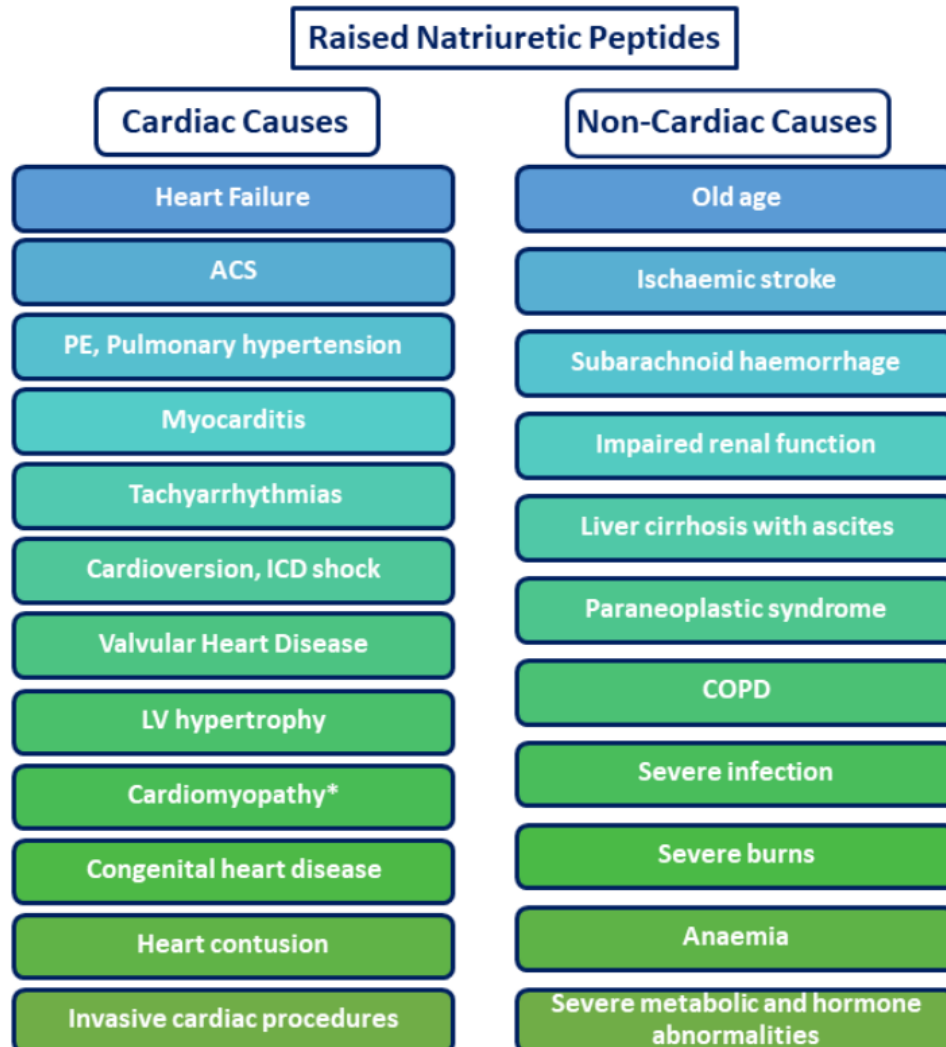 Raised Natriuretic Peptides
Cardiac Causes
Heart Failure
ACS
PE, Pulmonary hypertension
Myocarditis
Tachyarrhythmias
Cardioversion, ICD shock
Valvular Heart Disease
LV hypertrophy
Cardiomyopathy*
Congenital heart disease
Heart contusion
Invasive cardiac procedures
Non-Cardiac Causes
Old age
Ischaemic stroke
Subarachnoid haemorrhage
Impaired renal function
Liver cirrhosis with ascites
Paraneoplastic syndrome
COPD
Severe infection
Severe burns
Anaemia
Severe metabolic and hormone
abnormalities